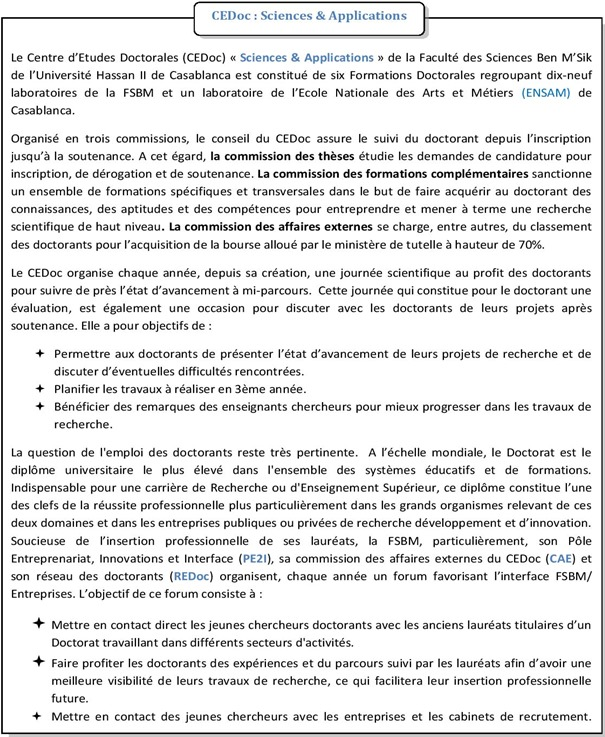 CEDoc : Sciences & Applications
Le Centre d’Etudes Doctorales (CEDoc) « Sciences & Applications » de la Faculté des Sciences Ben M’Sik
de l’Université Hassan II de Casablanca est constitué de six Formations Doctorales regroupant dix-neuf
laboratoires de la FSBM et un laboratoire de l’Ecole Nationale des Arts et Métiers (ENSAM) de
Casablanca.
Organisé en trois commissions, le conseil du CEDoc assure le suivi du doctorant depuis l’inscription
jusqu’à la soutenance. A cet égard, la commission des thèses étudie les demandes de candidature pour
inscription, de dérogation et de soutenance. La commission des formations complémentaires sanctionne
un ensemble de formations spécifiques et transversales dans le but de faire acquérir au doctorant des
connaissances, des aptitudes et des compétences pour entreprendre et mener à terme une recherche
scientifique de haut niveau. La commission des affaires externes se charge, entre autres, du classement
des doctorants pour l’acquisition de la bourse alloué par le ministère de tutelle à hauteur de 70%.
Le CEDoc organise chaque année, depuis sa création, une journée scientifique au profit des doctorants
pour suivre de près l’état d’avancement à mi-parcours. Cette journée qui constitue pour le doctorant une
évaluation, est également une occasion pour discuter avec les doctorants de leurs projets après
soutenance. Elle a pour objectifs de :
✦ Permettre aux doctorants de présenter l’état d’avancement de leurs projets de recherche et de
discuter d’éventuelles difficultés rencontrées.
✦ Planifier les travaux à réaliser en 3ème année.
✦ Bénéficier des remarques des enseignants chercheurs pour mieux progresser dans les travaux de
recherche.
La question de l'emploi des doctorants reste très pertinente. A l’échelle mondiale, le Doctorat est le
diplôme universitaire le plus élevé dans l'ensemble des systèmes éducatifs et de formations.
Indispensable pour une carrière de Recherche ou d'Enseignement Supérieur, ce diplôme constitue l’une
des clefs de la réussite professionnelle plus particulièrement dans les grands organismes relevant de ces
deux domaines et dans les entreprises publiques ou privées de recherche développement et d’innovation.
Soucieuse de l’insertion professionnelle de ses lauréats, la FSBM, particulièrement, son Pôle
Entreprenariat, Innovations et Interface (PE2I), sa commission des affaires externes du CEDoc (CAE) et
son réseau des doctorants (REDoc) organisent, chaque année un forum favorisant l’interface FSBM/
Entreprises. L’objectif de ce forum consiste à :
✦ Mettre en contact direct les jeunes chercheurs doctorants avec les anciens lauréats titulaires d’un
Doctorat travaillant dans différents secteurs d'activités.
✦ Faire profiter les doctorants des expériences et du parcours suivi par les lauréats afin d’avoir une
meilleure visibilité de leurs travaux de recherche, ce qui facilitera leur insertion professionnelle
future.
✦ Mettre en contact des jeunes chercheurs avec les entreprises et les cabinets de recrutement.